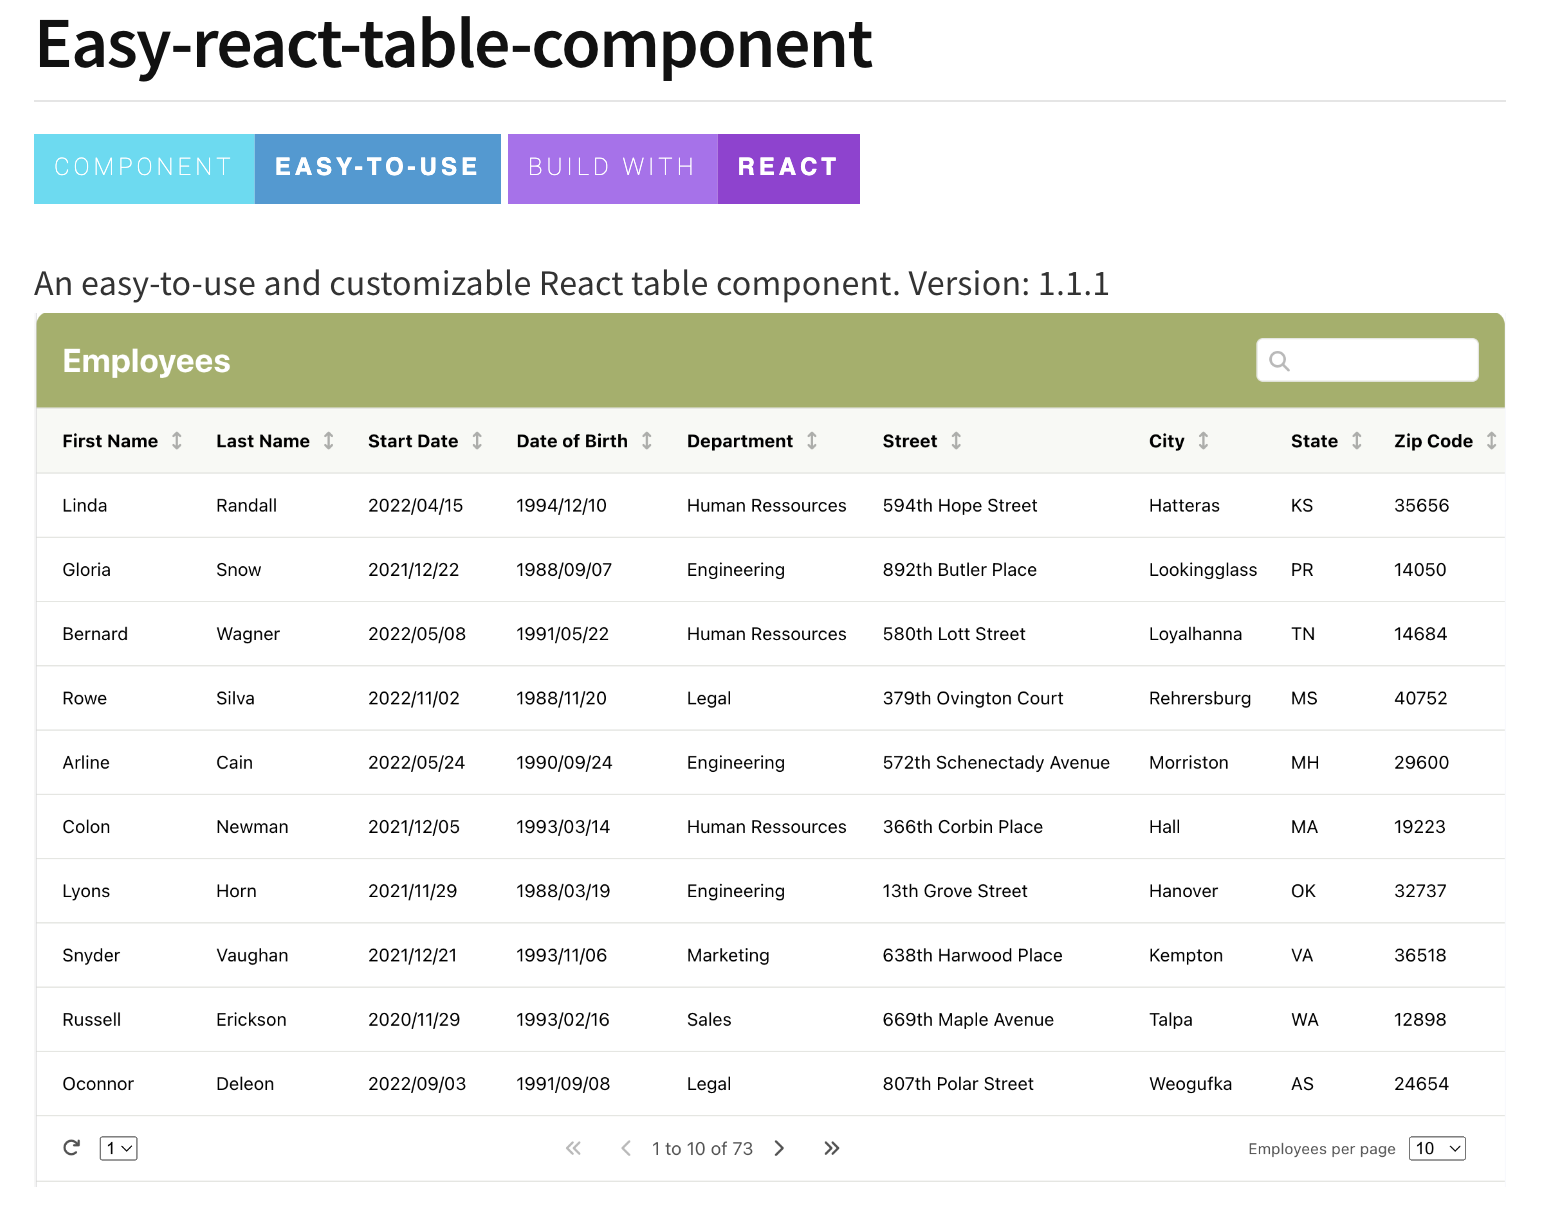 Easy-react-table-component
COMPONENT EASY-TO-USE BUILD WITH REACT
An easy-to-use and customizable React table component. Version: 1.1.1
Employees
First Name Last Name Start Date Date of Birth Department Street City State Zip Code
Linda Randall 2022/04/15 1994/12/10 Human Ressources 594th Hope Street Hatteras KS 35656
Gloria Snow 2021/12/22 1988/09/07 Engineering 892th Butler Place Lookingglass PR 14050
Bernard Wagner 2022/05/08 1991/05/22 Human Ressources 580th Lott Street Loyalhanna TN 14684
Rowe Silva 2022/11/02 1988/11/20 Legal 379th Ovington Court Rehrersburg MS 40752
Arline Cain 2022/05/24 1990/09/24 Engineering 572th Schenectady Avenue Morriston MH 29600
Colon Newman 2021/12/05 1993/03/14 Human Ressources 366th Corbin Place Hall MA 19223
Lyons Horn 2021/11/29 1988/03/19 Engineering 13th Grove Street Hanover OK 32737
Snyder Vaughan 2021/12/21 1993/11/06 Marketing 638th Harwood Place Kempton VA 36518
Russell Erickson 2020/11/29 1993/02/16 Sales 669th Maple Avenue Talpa WA 12898
Oconnor Deleon 2022/09/03 1991/09/08 Legal 807th Polar Street Weogufka AS 24654
1 1 to 10 of 73 Employees per page 10